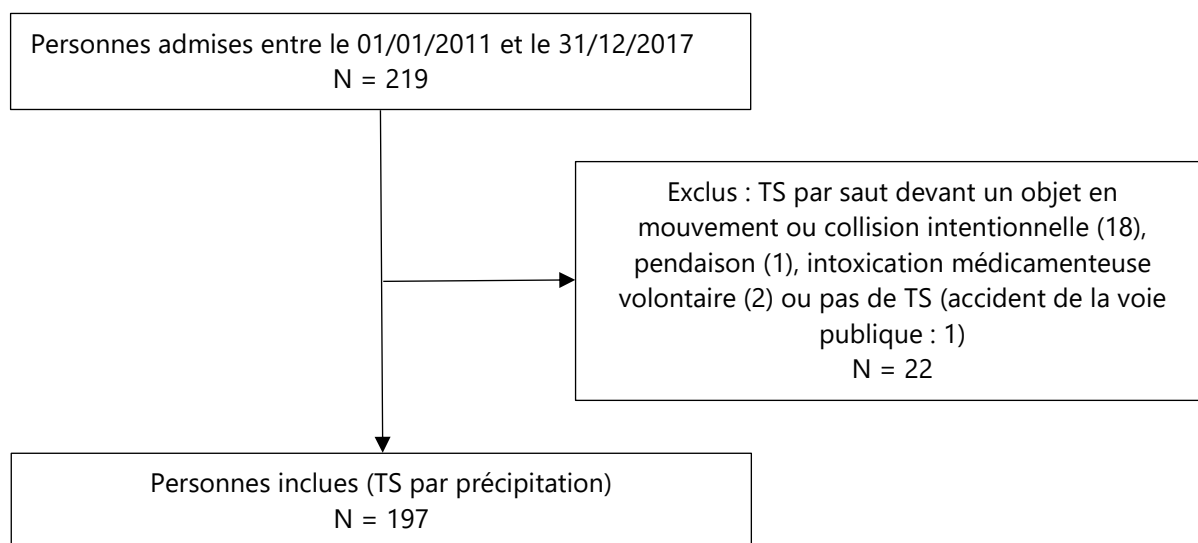 Personnes admises entre le 01/01/2011 et le 31/12/2017
N = 219
Exclus : TS par saut devant un objet en
mouvement ou collision intentionnelle (18),
pendaison (1), intoxication médicamenteuse
volontaire (2) ou pas de TS (accident de la voie
publique : 1)
N = 22
Personnes inclues (TS par précipitation)
N = 197